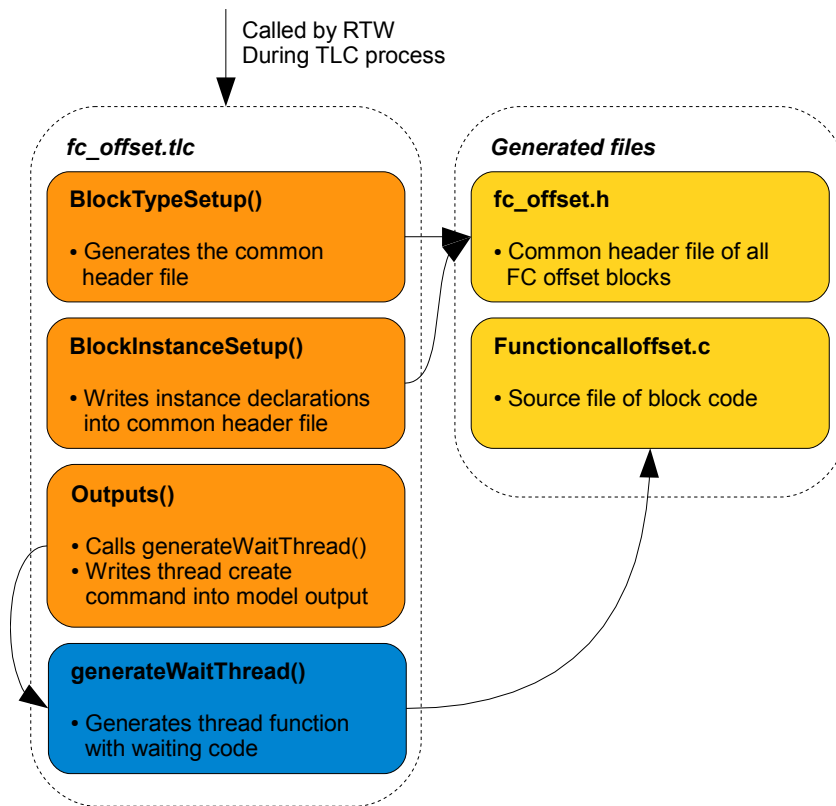 Called by RTW
During TLC process
fc_offset.tlc
BlockTypeSetup()
• Generates the common
header file
BlockInstanceSetup()
• Writes instance declarations
into common header file
Outputs()
• Calls generateWaitThread()
• Writes thread create
command into model output
generateWaitThread()
• Generates thread function
with waiting code
Generated files
fc_offset.h
• Common header file of all
FC offset blocks
Functioncalloffset.c
• Source file of block code